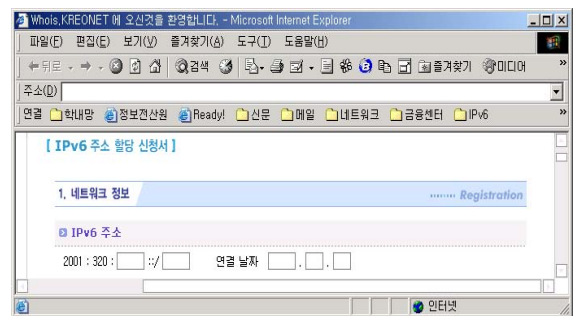 Whois,KREONET 에 오신것을 환영합니다, - Microsoft Internet Explorer
파일(F) 편집(E) 보기(V) 즐겨찾기(A) 도구(T) 도움말(H)
뒤로 검색 즐겨찾기 미디어 »
주소(D)
연결 학내망 정보전산원 Ready! 신문 메일 네트워크 금융센터 IPv6 »
[ IPv6 주소 할당 신청서 ]
1. 네트워크 정보 ........ Registration
IPv6 주소
2001 : 320 : ::/ 연결 날짜 . .
인터넷